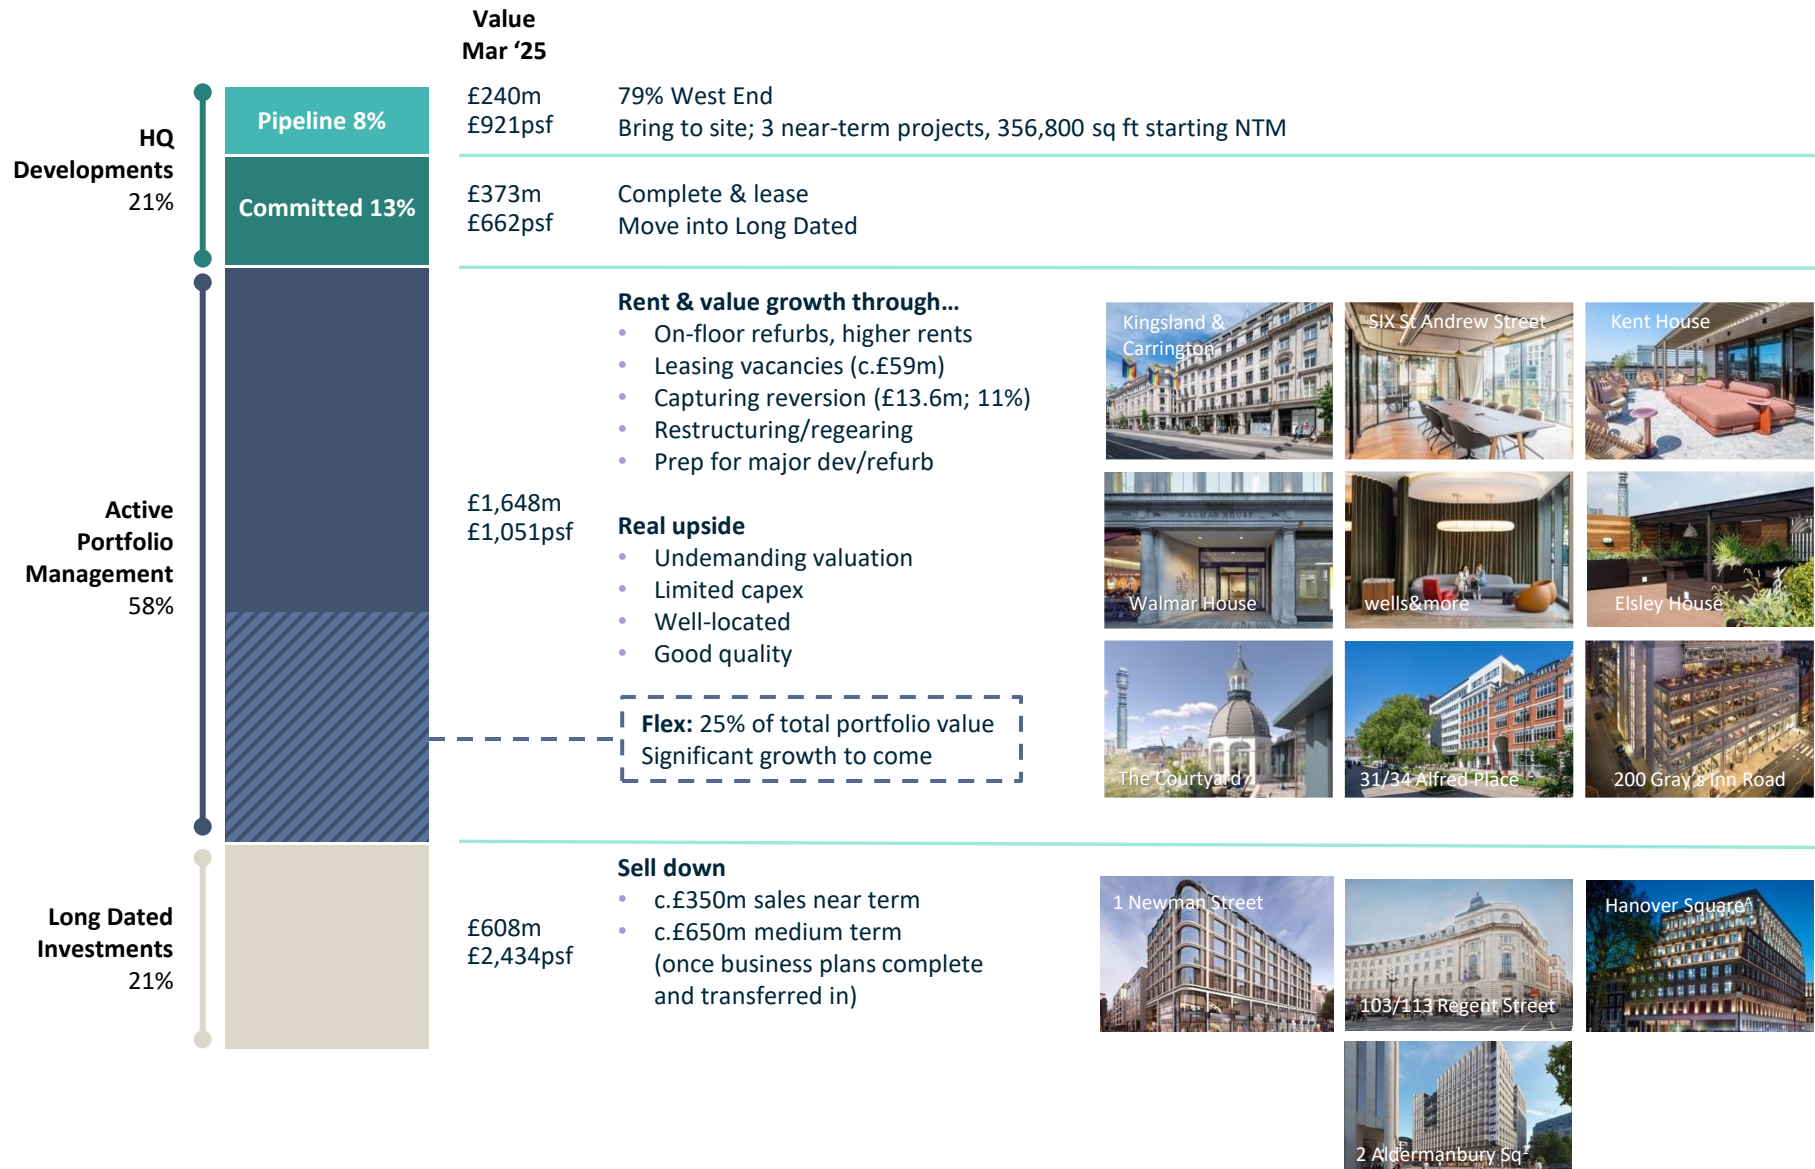 Value
Mar ‘25
HQ
Developments
21%
Pipeline 8%
£240m
£921psf
79% West End
Bring to site; 3 near-term projects, 356,800 sq ft starting NTM
Committed 13%
£373m
£662psf
Complete & lease
Move into Long Dated
Active
Portfolio
Management
58%
£1,648m
£1,051psf
Rent & value growth through…
• On-floor refurbs, higher rents
• Leasing vacancies (c.£59m)
• Capturing reversion (£13.6m; 11%)
• Restructuring/regearing
• Prep for major dev/refurb
Real upside
• Undemanding valuation
• Limited capex
• Well-located
• Good quality
Flex: 25% of total portfolio value
Significant growth to come
Kingsland &
Carrington
SIX St Andrew Street
Kent House
WALMAR HOUSE
Walmar House
wells&more
Elsley House
The Courtyard
31/34 Alfred Place
200 Gray's Inn Road
Long Dated
Investments
21%
£608m
£2,434psf
Sell down
• c.£350m sales near term
• c.£650m medium term
(once business plans complete
and transferred in)
1 Newman Street
103/113 Regent Street
Hanover Square^
2 Aldermanbury Sq